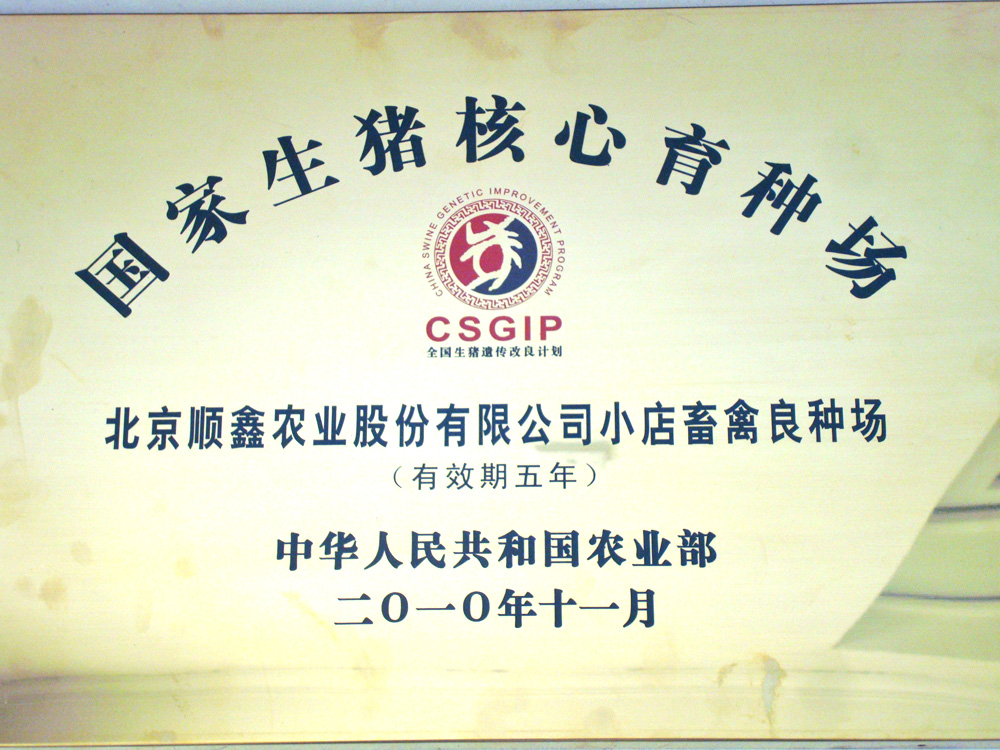 国家生猪核心育种场
CHINA SWINE GENETIC IMPROVEMENT PROGRAM
CSGIP
全国生猪遗传改良计划
北京顺鑫农业股份有限公司小店畜禽良种场
（有效期五年）
中华人民共和国农业部
二〇一〇年十一月